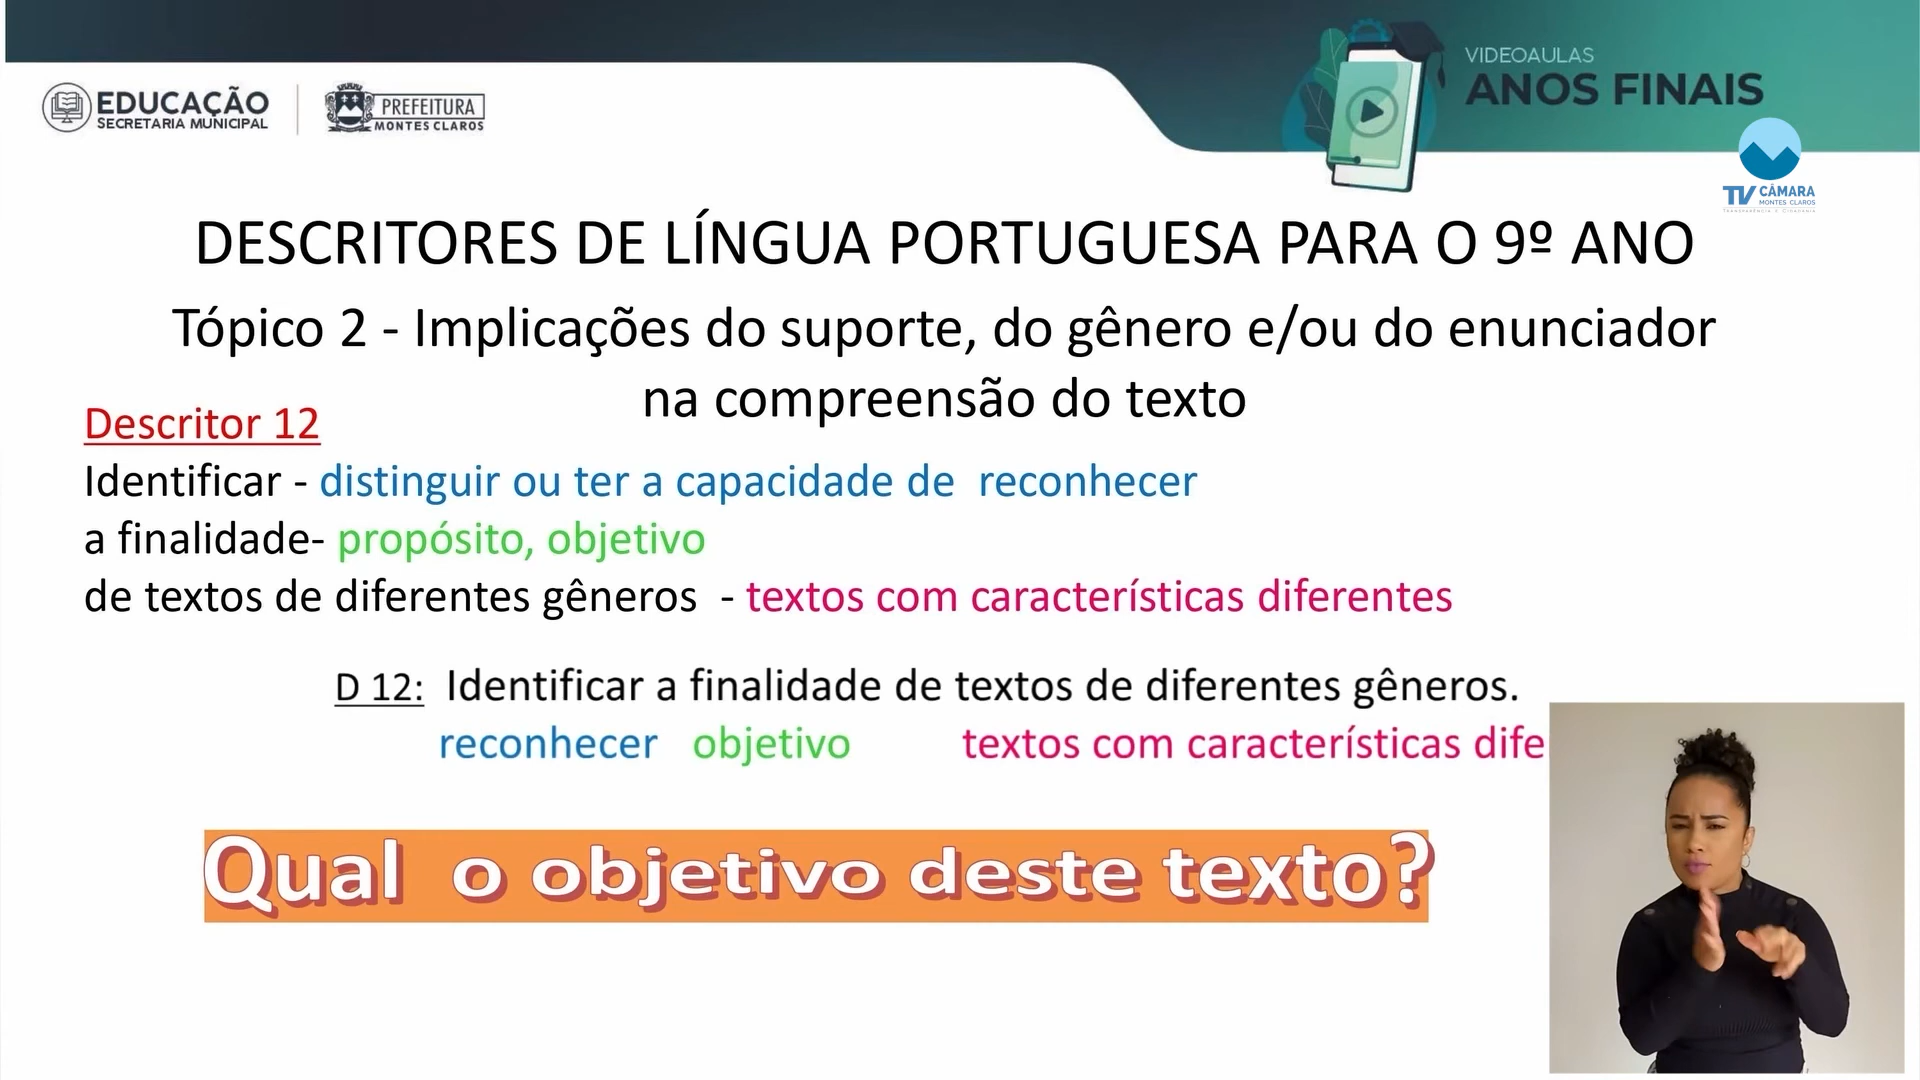 EDUCAÇÃO
SECRETARIA MUNICIPAL
PREFEITURA
MONTES CLAROS
VIDEOAULAS
ANOS FINAIS
TV CÂMARA
MONTES CLAROS
DESCRITORES DE LÍNGUA PORTUGUESA PARA O 9º ANO
Tópico 2 - Implicações do suporte, do gênero e/ou do enunciador
na compreensão do texto
Descritor 12
Identificar - distinguir ou ter a capacidade de reconhecer
a finalidade- propósito, objetivo
de textos de diferentes gêneros - textos com características diferentes
D 12: Identificar a finalidade de textos de diferentes gêneros.
reconhecer objetivo textos com características dife
Qual o objetivo deste texto?